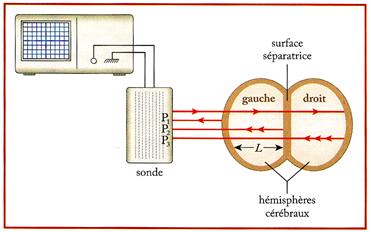 surface
séparatrice
gauche
droit
P₁
P₂
P₃
L
sonde
hémisphères
cérébraux